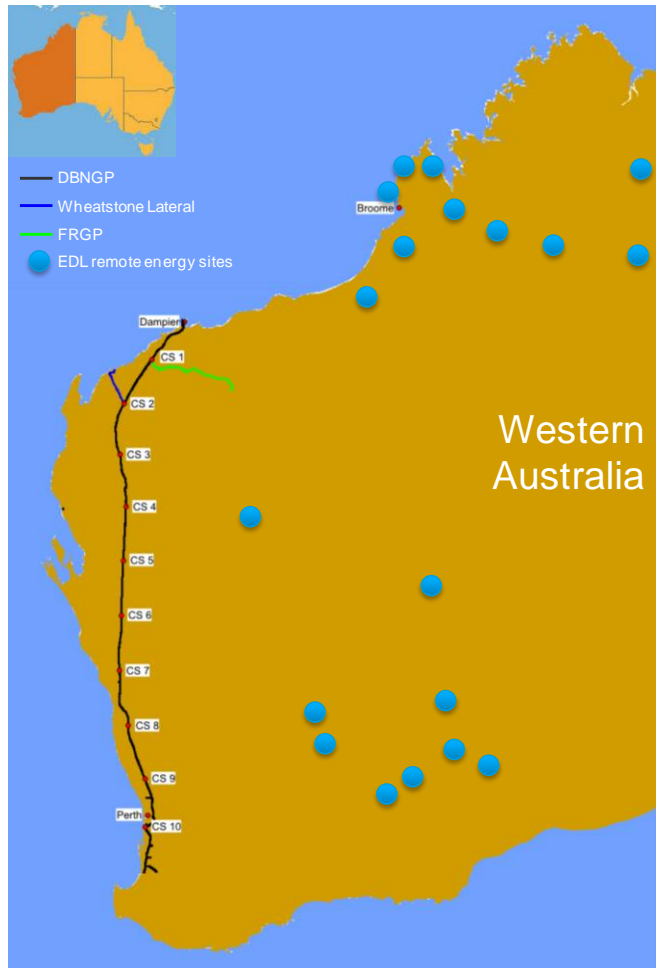 DBNGP
Wheatstone Lateral
FRGP
EDL remote energy sites
Broome
Dampier
CS 1
CS 2
CS 3
Western
Australia
CS 4
CS 5
CS 6
CS 7
CS 8
CS 9
Perth
CS 10